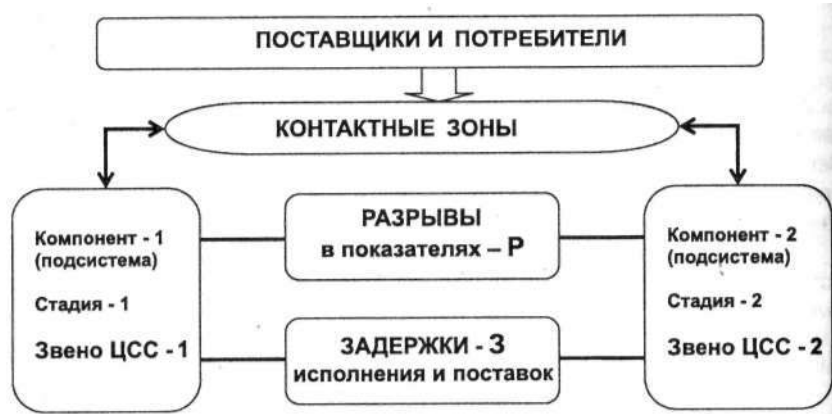 ПОСТАВЩИКИ И ПОТРЕБИТЕЛИ
КОНТАКТНЫЕ ЗОНЫ
Компонент - 1
(подсистема)
Стадия - 1
Звено ЦСС - 1
РАЗРЫВЫ
в показателях – Р
ЗАДЕРЖКИ - З
исполнения и поставок
Компонент - 2
(подсистема)
Стадия - 2
Звено ЦСС - 2